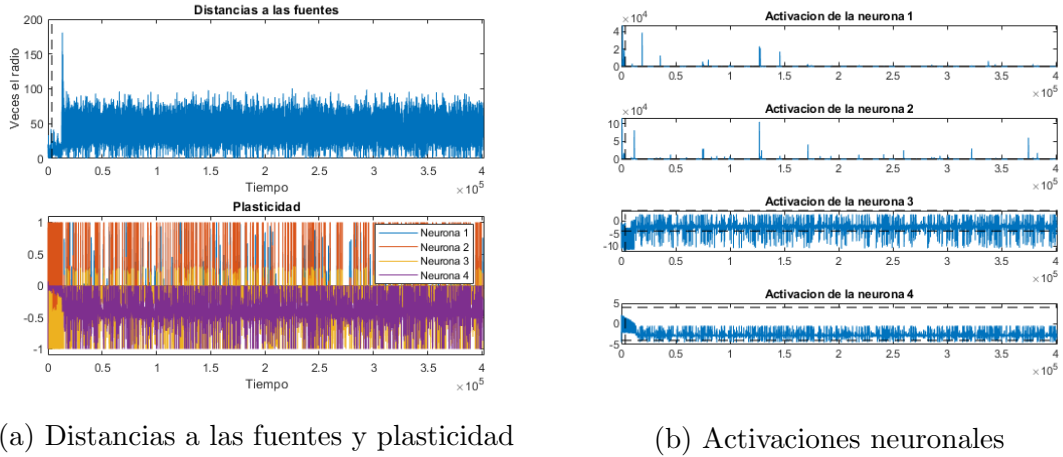 Distancias a las fuentes
Veces el radio
200
150
100
50
0
0 0.5 1 1.5 2 2.5 3 3.5 4
Tiempo
×10^5
Plasticidad
1
0.5
0
-0.5
-1
Neurona 1
Neurona 2
Neurona 3
Neurona 4
0 0.5 1 1.5 2 2.5 3 3.5 4
Tiempo
×10^5
(a) Distancias a las fuentes y plasticidad
×10^4
Activacion de la neurona 1
4
2
0
0 0.5 1 1.5 2 2.5 3 3.5 4
×10^5
×10^4
Activacion de la neurona 2
10
5
0
0 0.5 1 1.5 2 2.5 3 3.5 4
×10^5
Activacion de la neurona 3
0
-5
-10
0 0.5 1 1.5 2 2.5 3 3.5 4
×10^5
Activacion de la neurona 4
5
0
-5
0 0.5 1 1.5 2 2.5 3 3.5 4
×10^5
(b) Activaciones neuronales